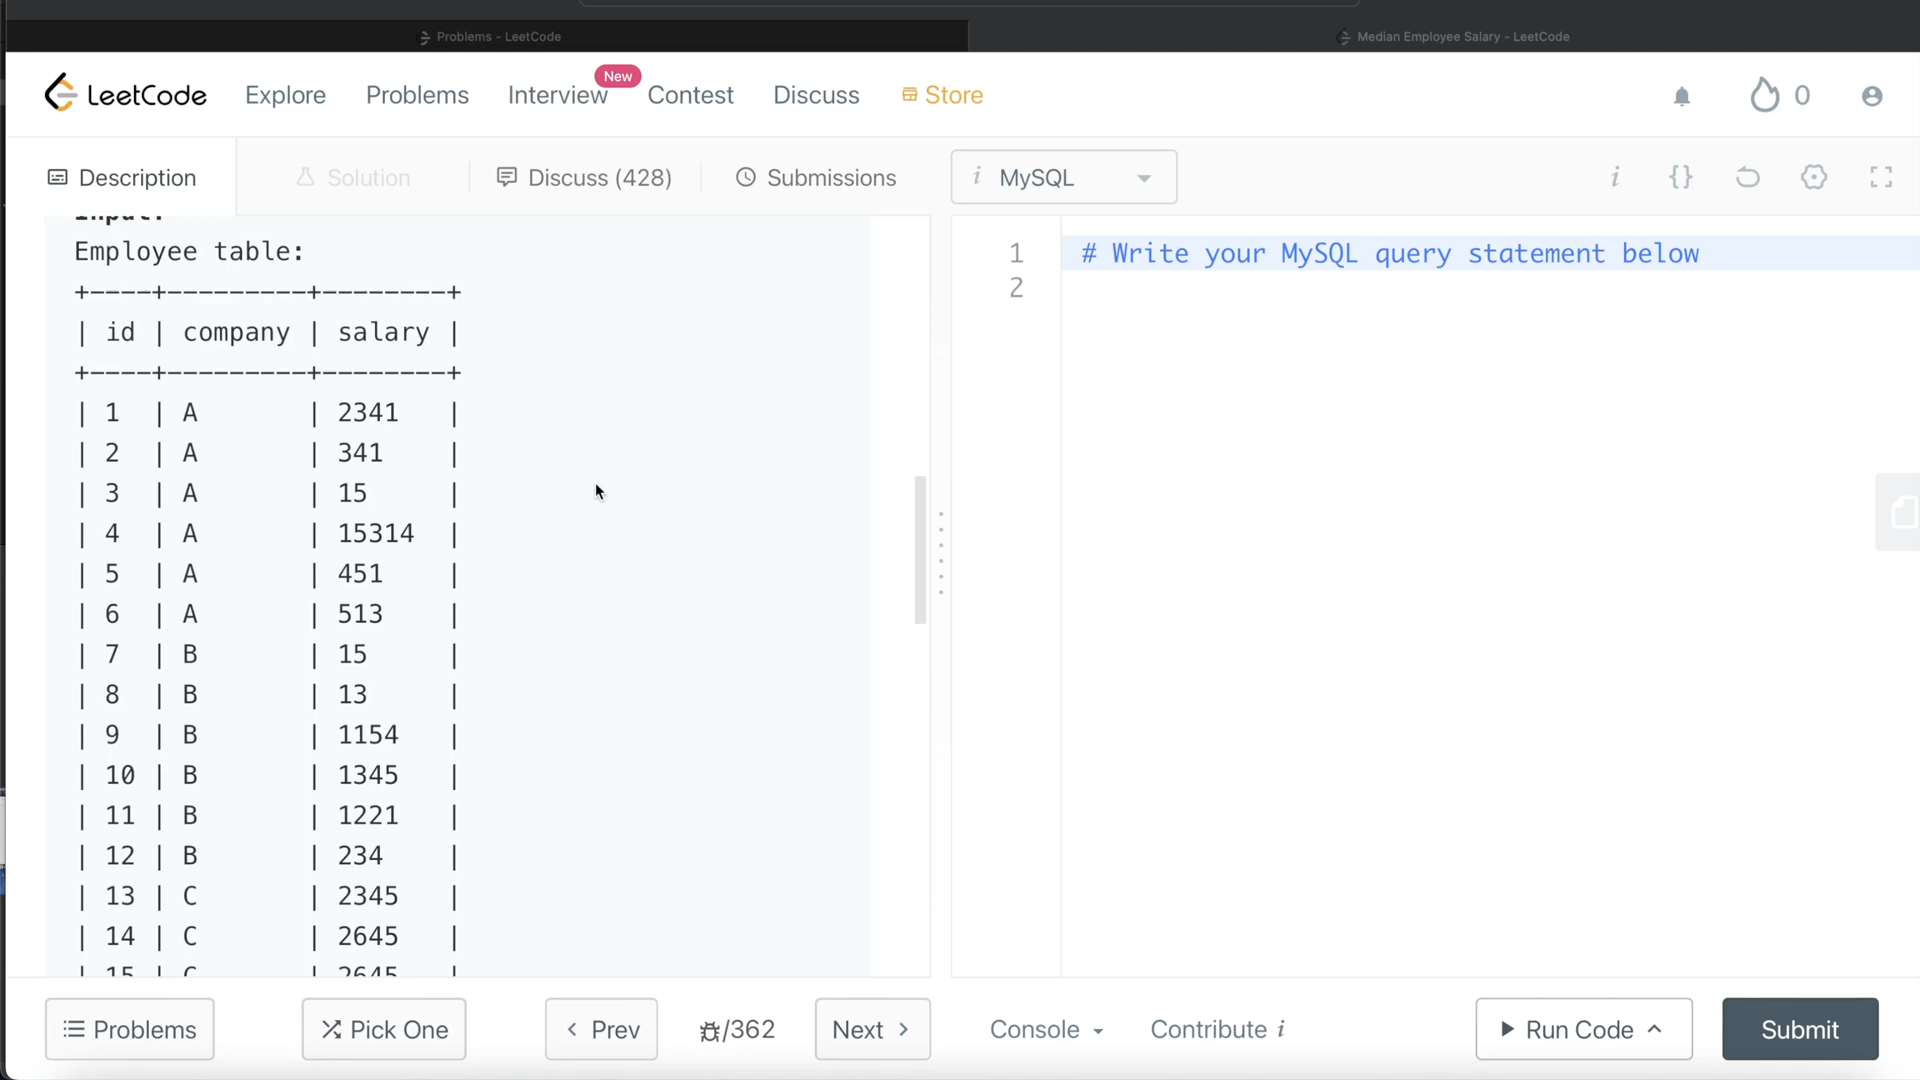 Problems - LeetCode
Median Employee Salary - LeetCode
LeetCode
Explore
Problems
Interview
New
Contest
Discuss
Store
0
Description
Solution
Discuss (428)
Submissions
i MySQL
i {}
Input:
Employee table:
+----+---------+--------+
| id | company | salary |
+----+---------+--------+
| 1 | A | 2341 |
| 2 | A | 341 |
| 3 | A | 15 |
| 4 | A | 15314 |
| 5 | A | 451 |
| 6 | A | 513 |
| 7 | B | 15 |
| 8 | B | 13 |
| 9 | B | 1154 |
| 10 | B | 1345 |
| 11 | B | 1221 |
| 12 | B | 234 |
| 13 | C | 2345 |
| 14 | C | 2645 |
| 15 | C | 2645 |
1 # Write your MySQL query statement below
2
Problems
Pick One
< Prev
/362
Next >
Console
Contribute i
Run Code
Submit